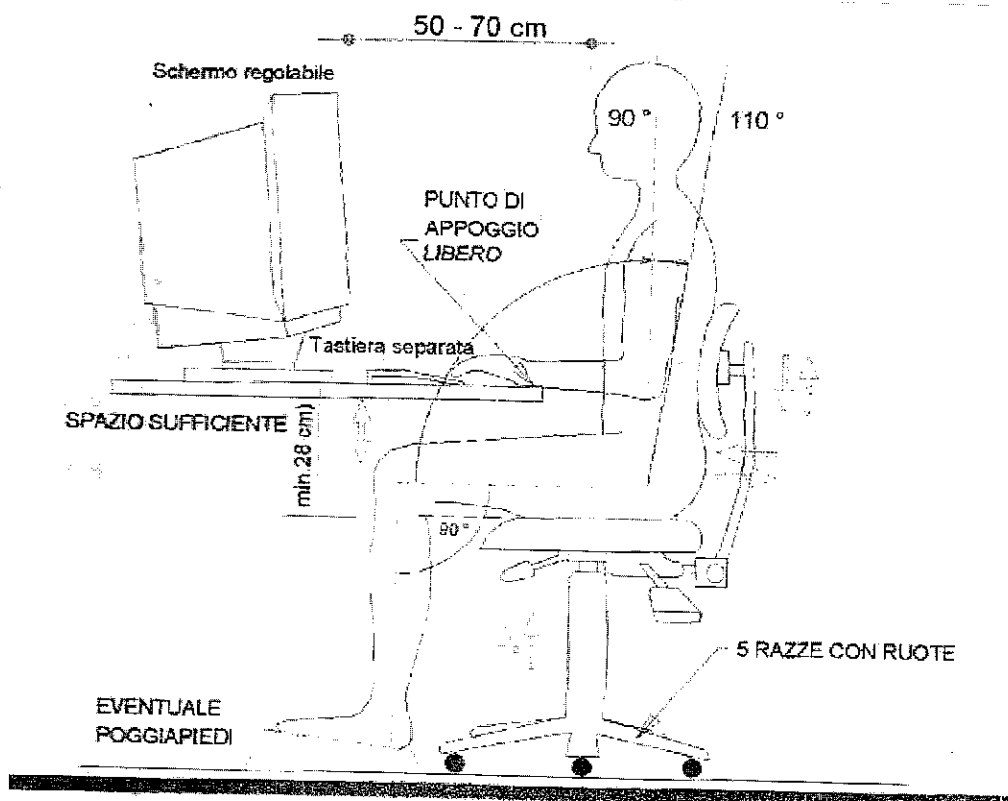 50 - 70 cm
Schermo regolabile
90 °
110 °
PUNTO DI
APPOGGIO
LIBERO
Tastiera separata
SPAZIO SUFFICIENTE
min.28 cm)
90 °
5 RAZZE CON RUOTE
EVENTUALE
POGGIAPIEDI